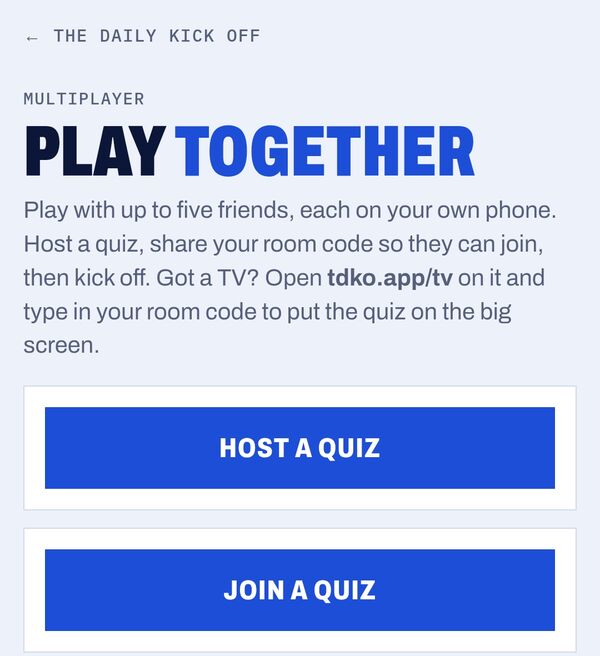 ← THE DAILY KICK OFF
MULTIPLAYER
PLAY TOGETHER
Play with up to five friends, each on your own phone.
Host a quiz, share your room code so they can join,
then kick off. Got a TV? Open tdko.app/tv on it and
type in your room code to put the quiz on the big
screen.
HOST A QUIZ
JOIN A QUIZ